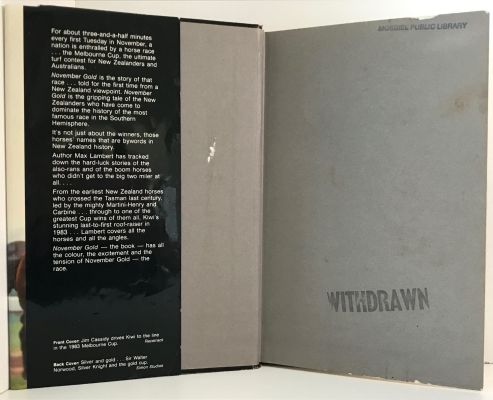 For about three-and-a-half minutes
every first Tuesday in November, a
nation is enthralled by a horse race
. . . the Melbourne Cup, the ultimate
turf contest for New Zealanders and
Australians.
November Gold is the story of that
race . . . told for the first time from a
New Zealand viewpoint. November
Gold is the gripping tale of the New
Zealanders who have come to
dominate the history of the most
famous race in the Southern
Hemisphere.
It's not just about the winners, those
horses' names that are bywords in
New Zealand history.
Author Max Lambert has tracked
down the hard-luck stories of the
also-rans and of the boom horses
who didn't get to the big two miler at
all. . . .
From the earliest New Zealand horses
who crossed the Tasman last century,
led by the mighty Martini-Henry and
Carbine . . . through to one of the
greatest Cup wins of them all, Kiwi's
stunning last-to-first roof-raiser in
1983 . . . Lambert covers all the
horses and all the angles.
November Gold — the book — has all
the colour, the excitement and the
tension of November Gold — the
race.
Front Cover: Jim Cassidy drives Kiwi to the line
in the 1983 Melbourne Cup.
Back Cover: Silver and gold . . . Sir Walter
Norwood, Silver Knight and the gold cup.
Simon Studios
MOSGIEL PUBLIC LIBRARY
WITHDRAWN